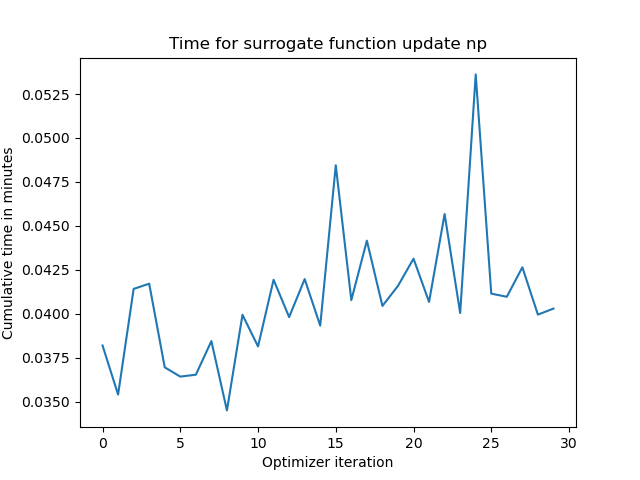 Time for surrogate function update np
Cumulative time in minutes
0.0525
0.0500
0.0475
0.0450
0.0425
0.0400
0.0375
0.0350
0 5 10 15 20 25 30
Optimizer iteration